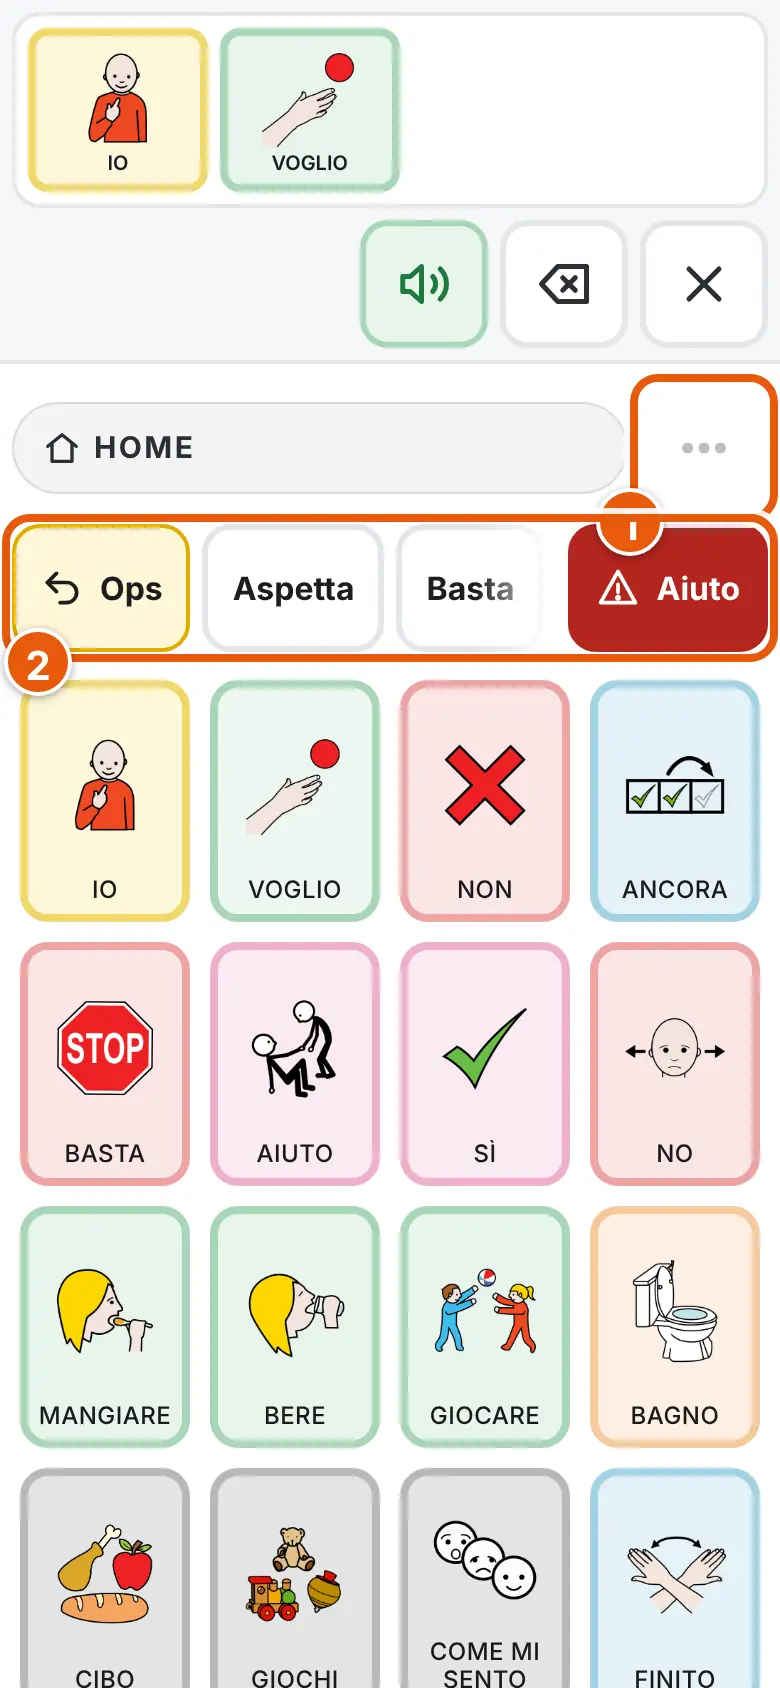 IO
VOGLIO
HOME
1
Ops
Aspetta
Basta
Aiuto
2
IO
VOGLIO
NON
ANCORA
STOP
BASTA
AIUTO
SÌ
NO
MANGIARE
BERE
GIOCARE
BAGNO
CIBO
GIOCHI
COME MI
SENTO
FINITO